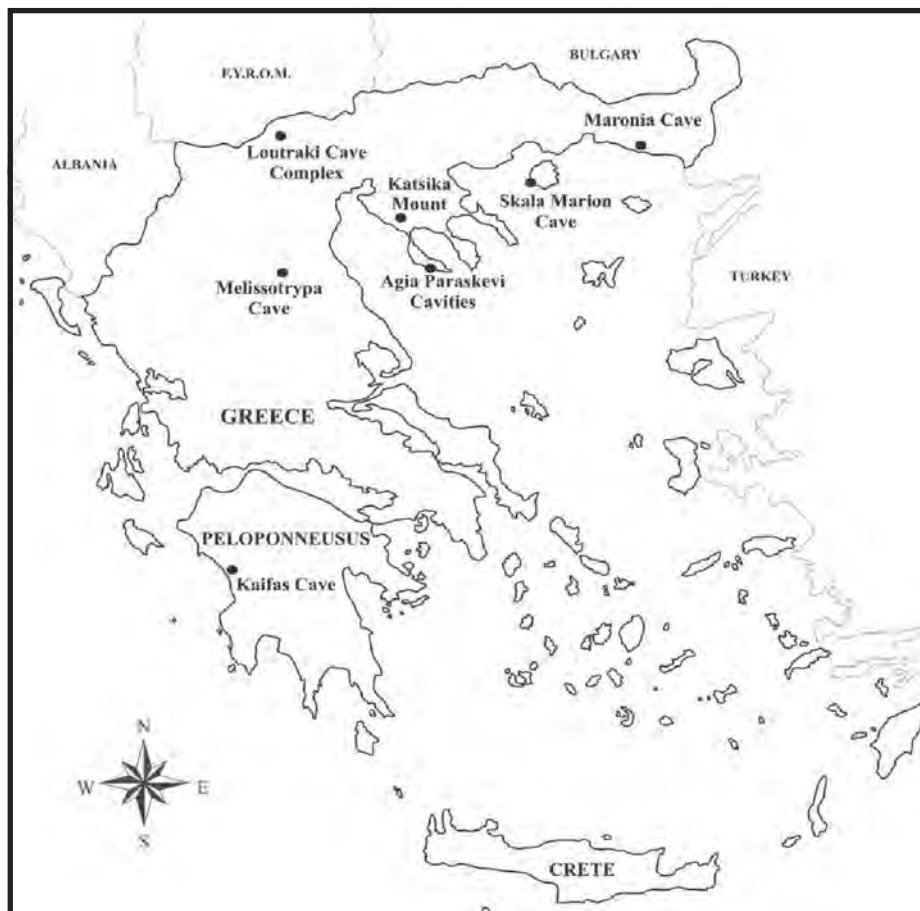 BULGARY
F.Y.R.O.M.
Maronia Cave
ALBANIA
Loutraki Cave
Complex
Katsika
Mount
Skala Marion
Cave
Melissotrypa
Cave
Agia Paraskevi
Cavities
TURKEY
GREECE
PELOPONNEUSUS
Kaifas Cave
N
W
E
S
CRETE